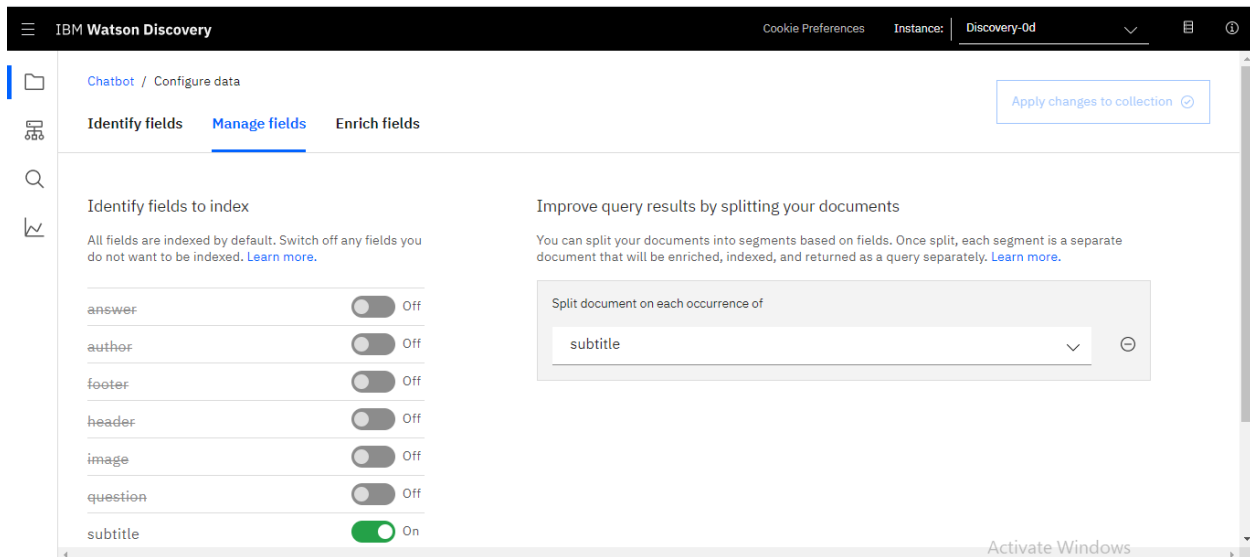 IBM Watson Discovery
Cookie Preferences
Instance:
Discovery-0d
Chatbot / Configure data
Apply changes to collection
Identify fields
Manage fields
Enrich fields
Identify fields to index
All fields are indexed by default. Switch off any fields you
do not want to be indexed. Learn more.
answer Off
author Off
footer Off
header Off
image Off
question Off
subtitle On
Improve query results by splitting your documents
You can split your documents into segments based on fields. Once split, each segment is a separate
document that will be enriched, indexed, and returned as a query separately. Learn more.
Split document on each occurrence of
subtitle
Activate Windows